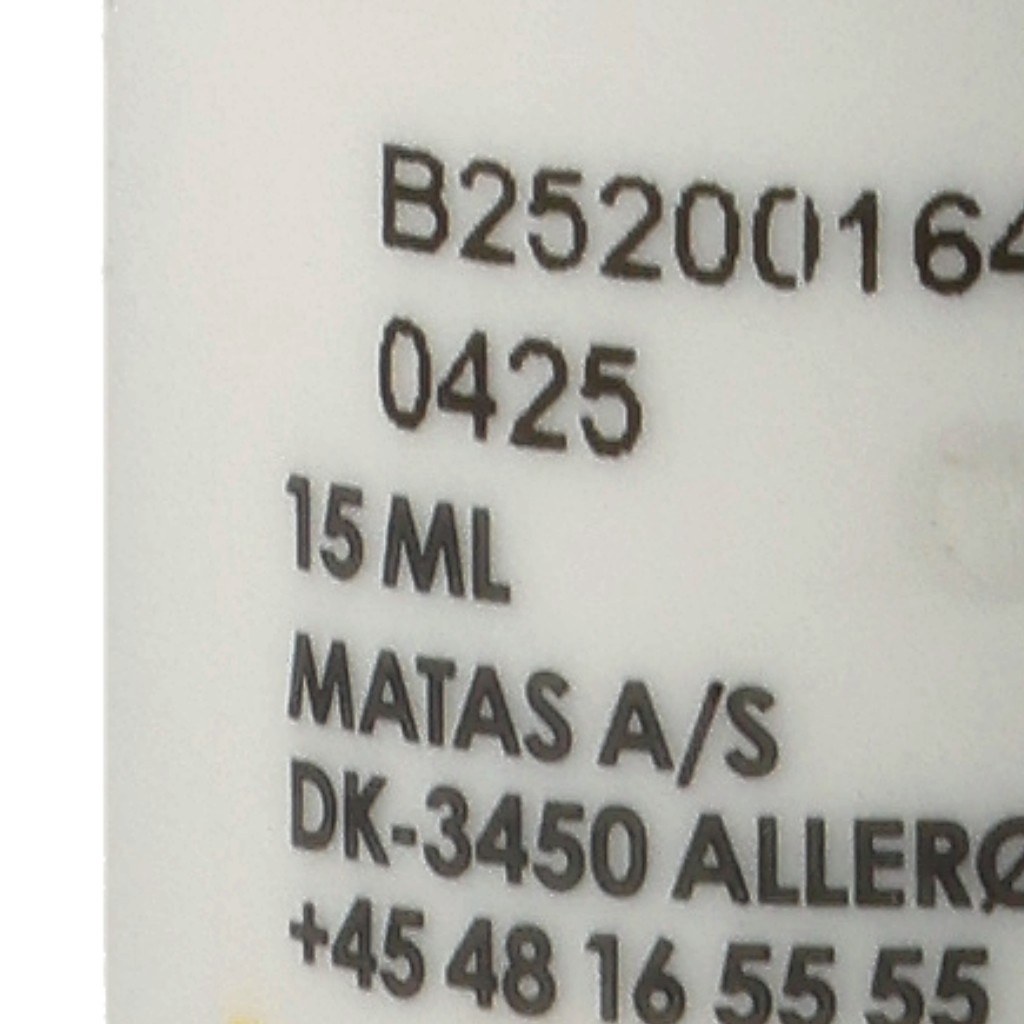 B25200164
0425
15 ML
MATAS A/S
DK-3450 ALLERØ
+45 48 16 55 55